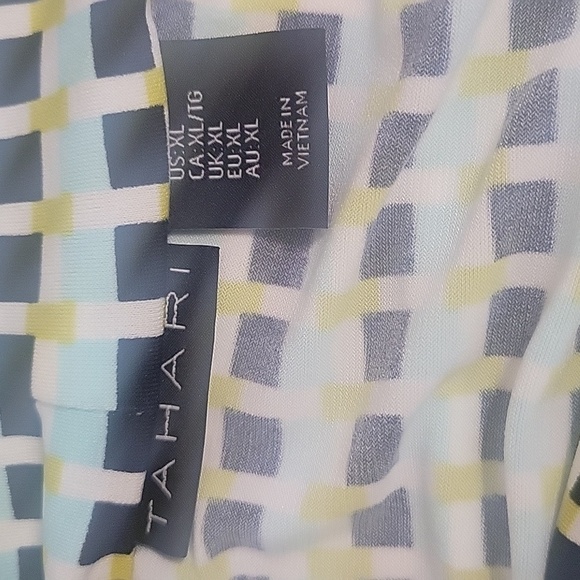 TAHARI
US:XL
CA:XL/TG
UK:XL
EU:XL
AU:XL
MADE IN
VIETNAM